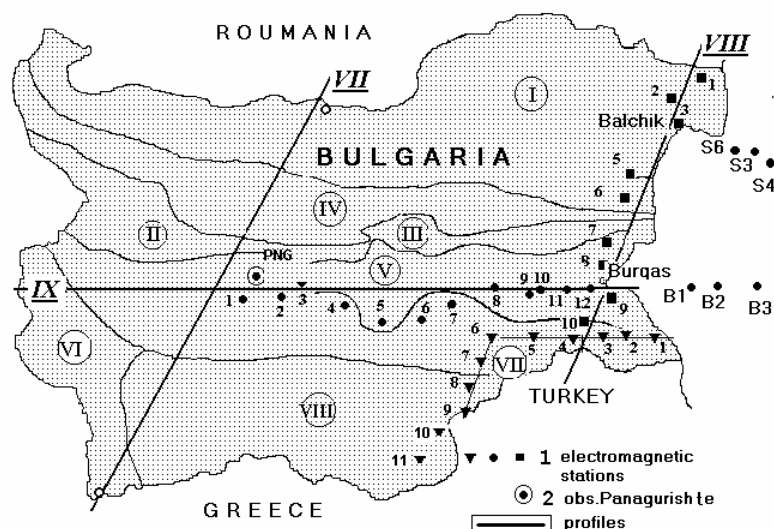 ROUMANIA
VII
VIII
I
1
2
3
Balchik
BULGARIA
S6
S3
S4
5
6
IV
II
III
7
PNG
V
8
Burgas
IX
1
2
3
4
5
6
7
8
9
10
11
12
9
B1
B2
B3
10
VI
6
5
4
3
2
1
7
VII
8
TURKEY
VIII
9
10
11
1 electromagnetic
stations
2 obs.Panagurishte
GREECE
profiles